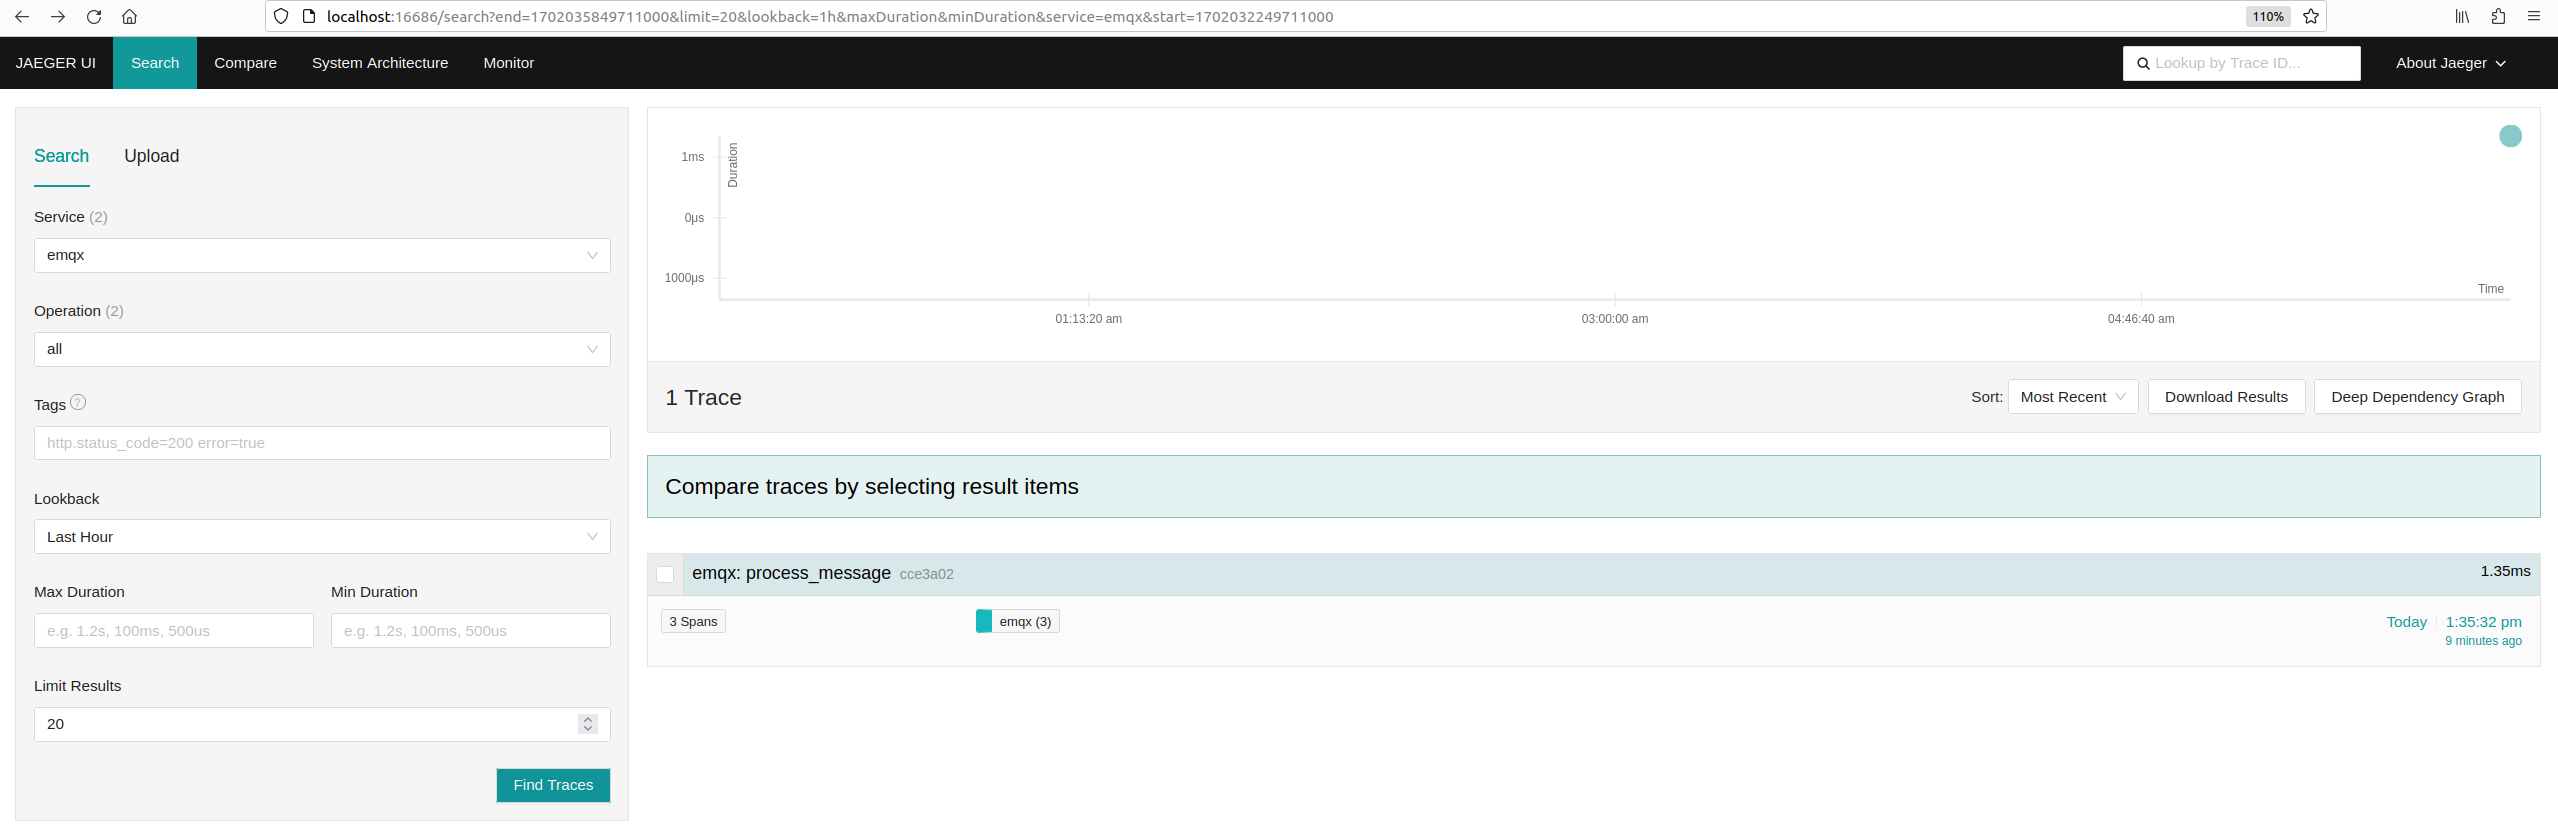 localhost:16686/search?end=1702035849711000&limit=20&lookback=1h&maxDuration&minDuration&service=emqx&start=1702032249711000
110%
JAEGER UI
Search
Compare
System Architecture
Monitor
Lookup by Trace ID...
About Jaeger
Search
Upload
Service (2)
emqx
Operation (2)
all
Tags ?
http.status_code=200 error=true
Lookback
Last Hour
Max Duration
Min Duration
e.g. 1.2s, 100ms, 500us
e.g. 1.2s, 100ms, 500us
Limit Results
20
Find Traces
Duration
1ms
0μs
1000μs
Time
01:13:20 am
03:00:00 am
04:46:40 am
1 Trace
Sort: Most Recent
Download Results
Deep Dependency Graph
Compare traces by selecting result items
emqx: process_message cce3a02
1.35ms
3 Spans
emqx (3)
Today 1:35:32 pm
9 minutes ago